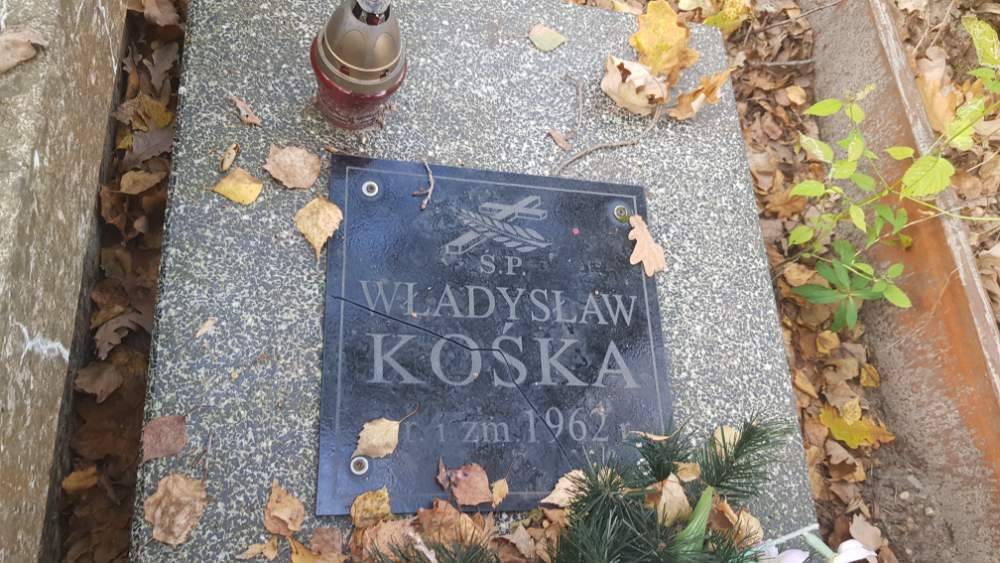 Ś.P.
WŁADYSŁAW
KOŚKA
r. i zm. 1962 r.